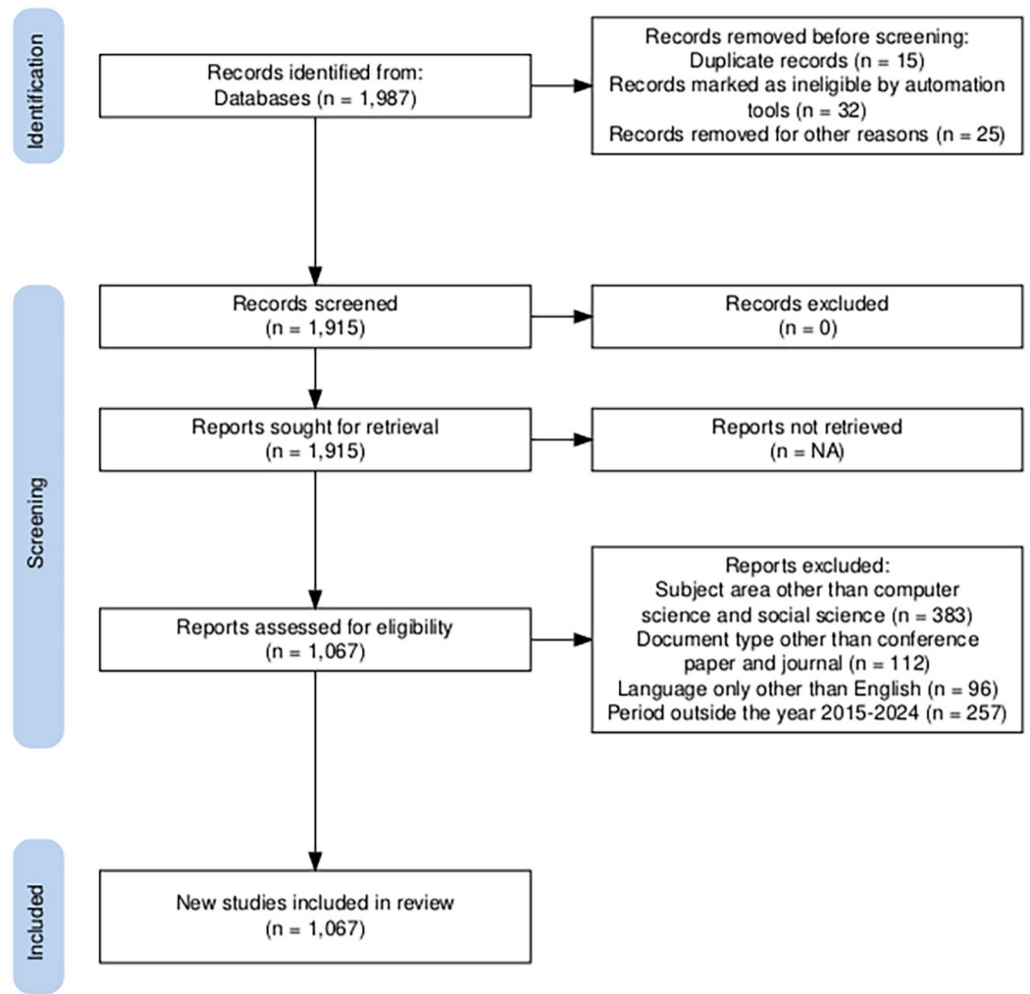 Identification
Records identified from:
Databases (n = 1,987)
Records removed before screening:
Duplicate records (n = 15)
Records marked as ineligible by automation
tools (n = 32)
Records removed for other reasons (n = 25)
Screening
Records screened
(n = 1,915)
Records excluded
(n = 0)
Reports sought for retrieval
(n = 1,915)
Reports not retrieved
(n = NA)
Reports assessed for eligibility
(n = 1,067)
Reports excluded:
Subject area other than computer
science and social science (n = 383)
Document type other than conference
paper and journal (n = 112)
Language only other than English (n = 96)
Period outside the year 2015-2024 (n = 257)
Included
New studies included in review
(n = 1,067)